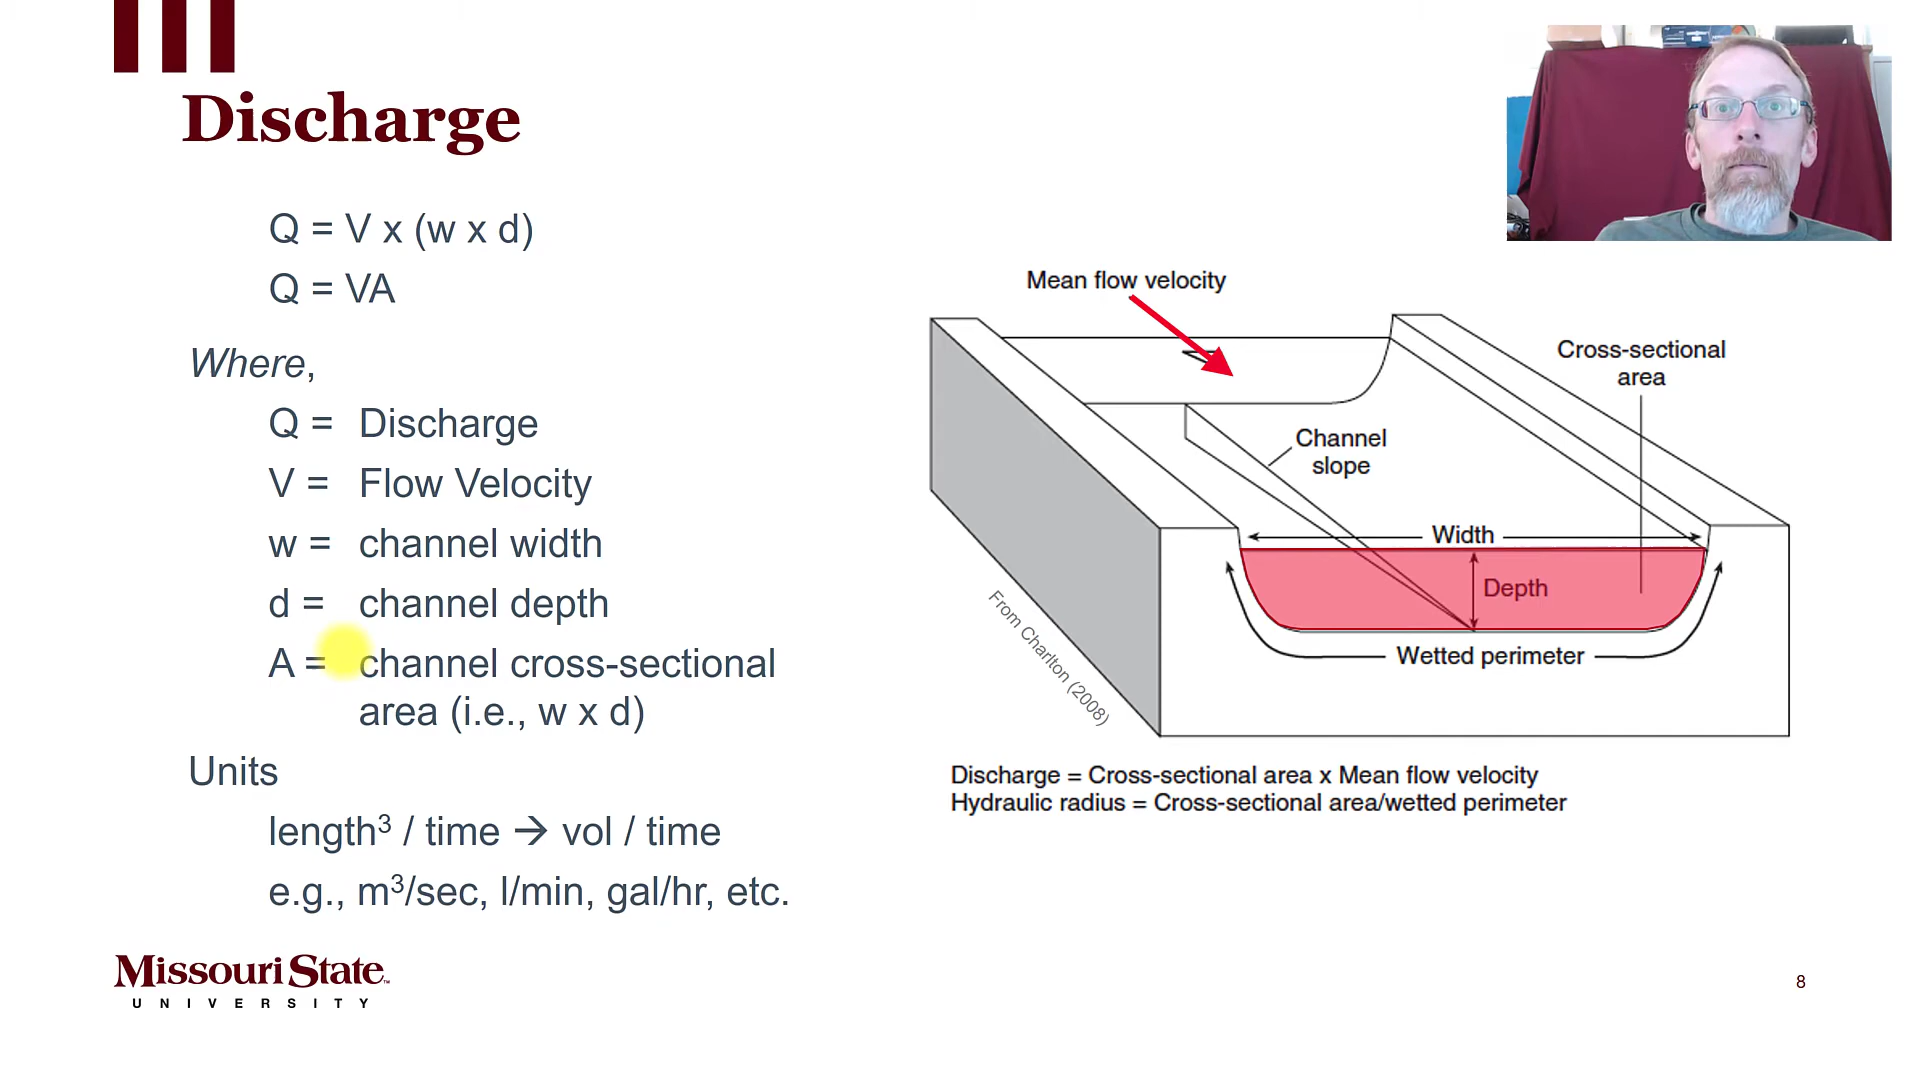 Discharge
Q = V x (w x d)
Q = VA
Where,
Q = Discharge
V = Flow Velocity
w = channel width
d = channel depth
A = channel cross-sectional
area (i.e., w x d)
Units
length³ / time → vol / time
e.g., m³/sec, l/min, gal/hr, etc.
Mean flow velocity
Cross-sectional
area
Channel
slope
Width
Depth
Wetted perimeter
From Charlton (2008)
Discharge = Cross-sectional area x Mean flow velocity
Hydraulic radius = Cross-sectional area/wetted perimeter
Missouri State™
UNIVERSITY
8